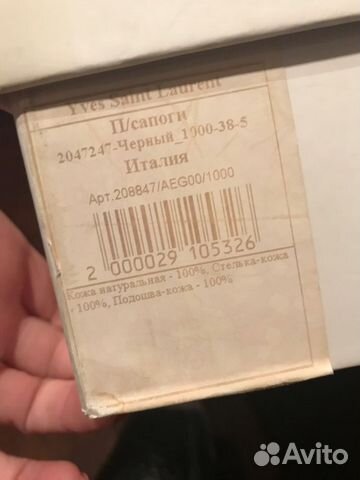 Yves Saint Laurent
П/сапоги
2047247-Черный_1000-38-5
Италия
Арт.208847/AEG00/1000
2 000029 105326
Кожа натуральная - 100%, Стелька-кожа
- 100%, Подошва-кожа - 100%
Avito